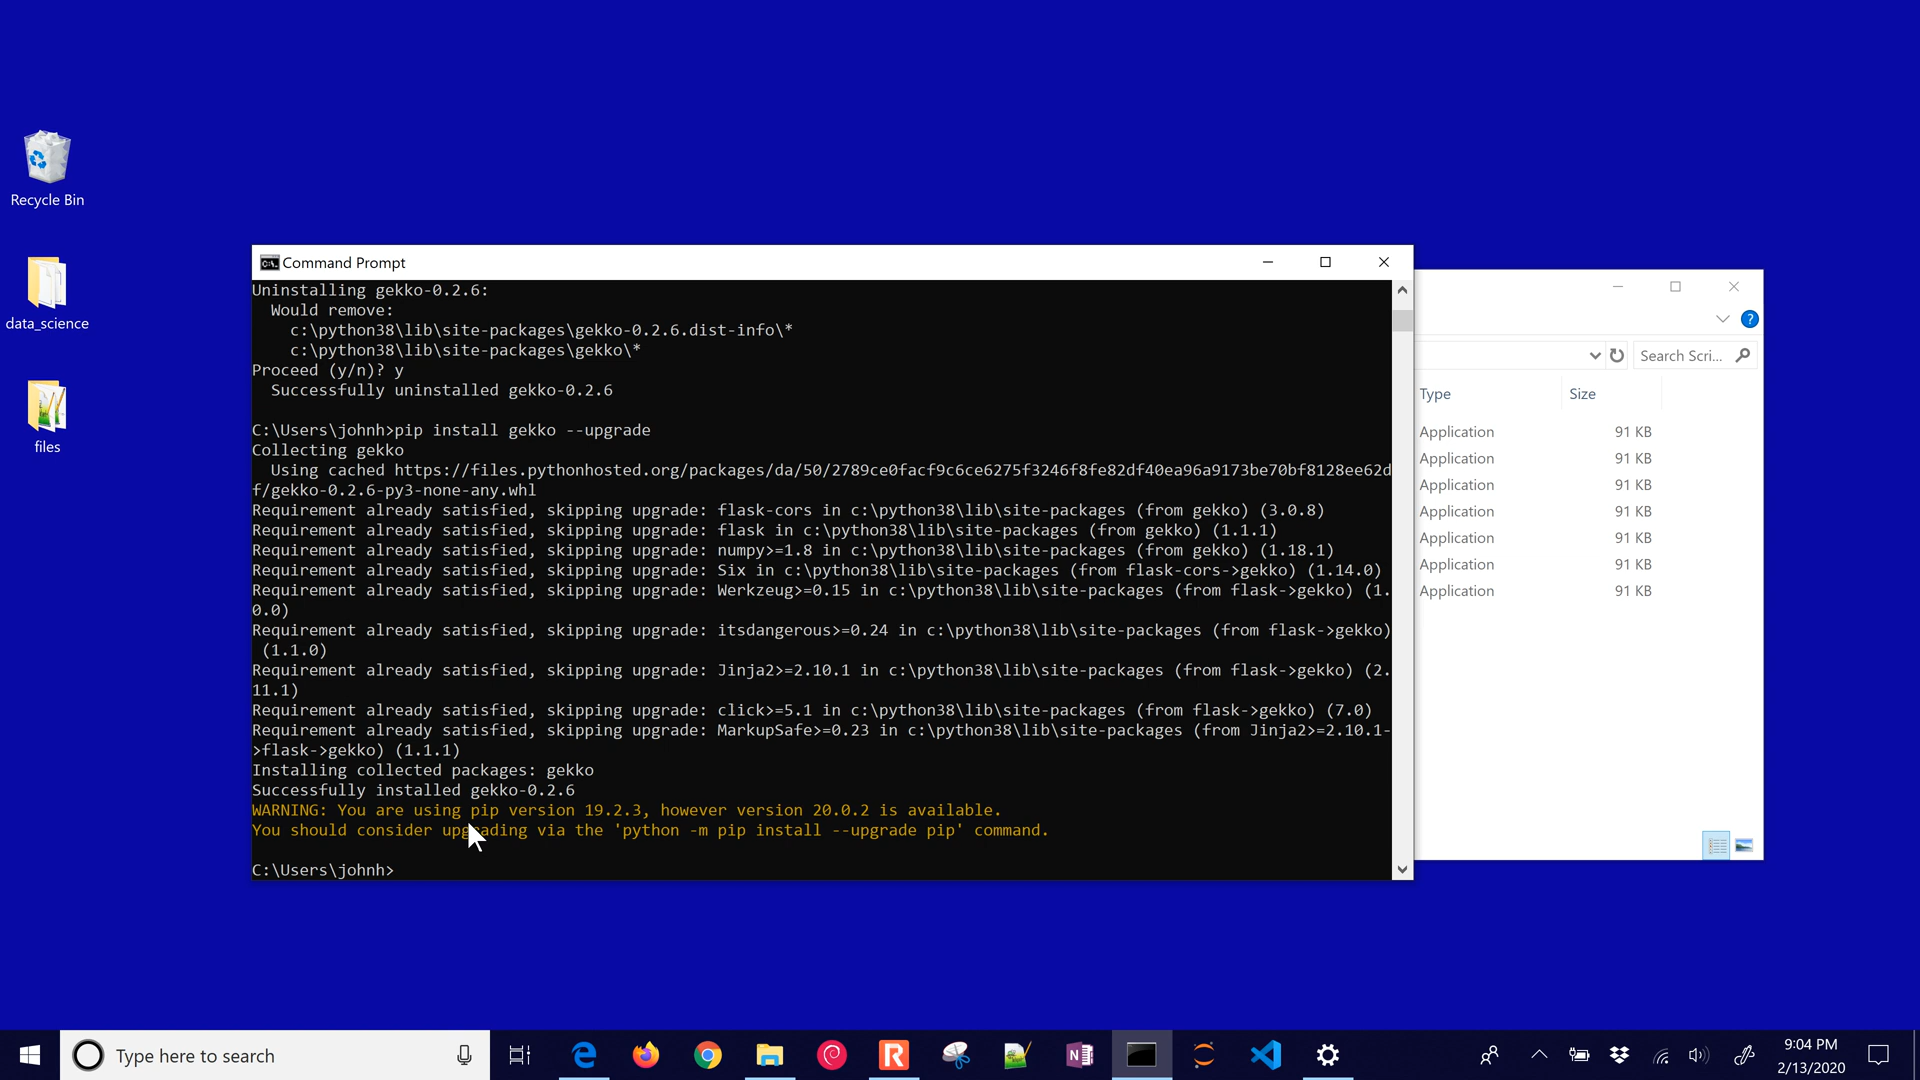 Recycle Bin
data_science
files
Command Prompt
Uninstalling gekko-0.2.6:
  Would remove:
    c:\python38\lib\site-packages\gekko-0.2.6.dist-info\*
    c:\python38\lib\site-packages\gekko\*
Proceed (y/n)? y
  Successfully uninstalled gekko-0.2.6
C:\Users\johnh>pip install gekko --upgrade
Collecting gekko
  Using cached https://files.pythonhosted.org/packages/da/50/2789ce0facf9c6ce6275f3246f8fe82df40ea96a9173be70bf8128ee62d
f/gekko-0.2.6-py3-none-any.whl
Requirement already satisfied, skipping upgrade: flask-cors in c:\python38\lib\site-packages (from gekko) (3.0.8)
Requirement already satisfied, skipping upgrade: flask in c:\python38\lib\site-packages (from gekko) (1.1.1)
Requirement already satisfied, skipping upgrade: numpy>=1.8 in c:\python38\lib\site-packages (from gekko) (1.18.1)
Requirement already satisfied, skipping upgrade: Six in c:\python38\lib\site-packages (from flask-cors->gekko) (1.14.0)
Requirement already satisfied, skipping upgrade: Werkzeug>=0.15 in c:\python38\lib\site-packages (from flask->gekko) (1.
0.0)
Requirement already satisfied, skipping upgrade: itsdangerous>=0.24 in c:\python38\lib\site-packages (from flask->gekko)
 (1.1.0)
Requirement already satisfied, skipping upgrade: Jinja2>=2.10.1 in c:\python38\lib\site-packages (from flask->gekko) (2.
11.1)
Requirement already satisfied, skipping upgrade: click>=5.1 in c:\python38\lib\site-packages (from flask->gekko) (7.0)
Requirement already satisfied, skipping upgrade: MarkupSafe>=0.23 in c:\python38\lib\site-packages (from Jinja2>=2.10.1-
>flask->gekko) (1.1.1)
Installing collected packages: gekko
Successfully installed gekko-0.2.6
WARNING: You are using pip version 19.2.3, however version 20.0.2 is available.
You should consider upgrading via the 'python -m pip install --upgrade pip' command.
C:\Users\johnh>
Search Scri...
Type Size
Application 91 KB
Application 91 KB
Application 91 KB
Application 91 KB
Application 91 KB
Application 91 KB
Application 91 KB
Type here to search
9:04 PM
2/13/2020